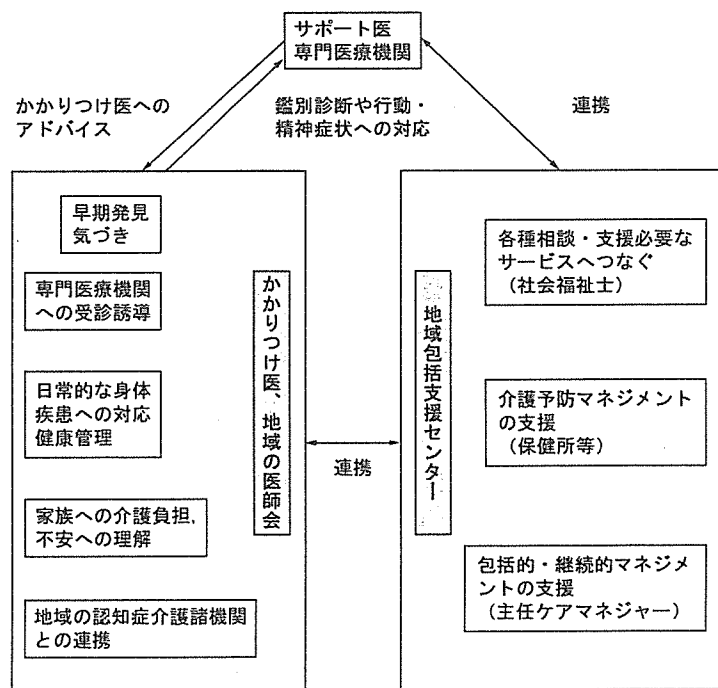 サポート医
専門医療機関
かかりつけ医への
アドバイス
鑑別診断や行動・
精神症状への対応
連携
早期発見
気づき
専門医療機関
への受診誘導
日常的な身体
疾患への対応
健康管理
家族への介護負担,
不安への理解
地域の認知症介護諸機関
との連携
かかりつけ医、地域の医師会
連携
地域包括支援センター
各種相談・支援必要な
サービスへつなぐ
(社会福祉士)
介護予防マネジメント
の支援
(保健所等)
包括的・継続的マネジメ
ントの支援
(主任ケアマネジャー)